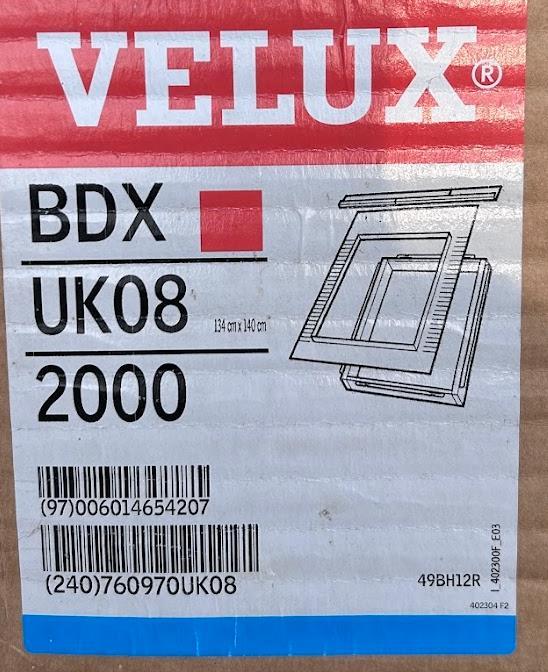 VELUX®
BDX
UK08 134 cm x 140 cm
2000
(97)006014654207
(240)760970UK08
49BH12R
I_402300F_E03
402304 F2